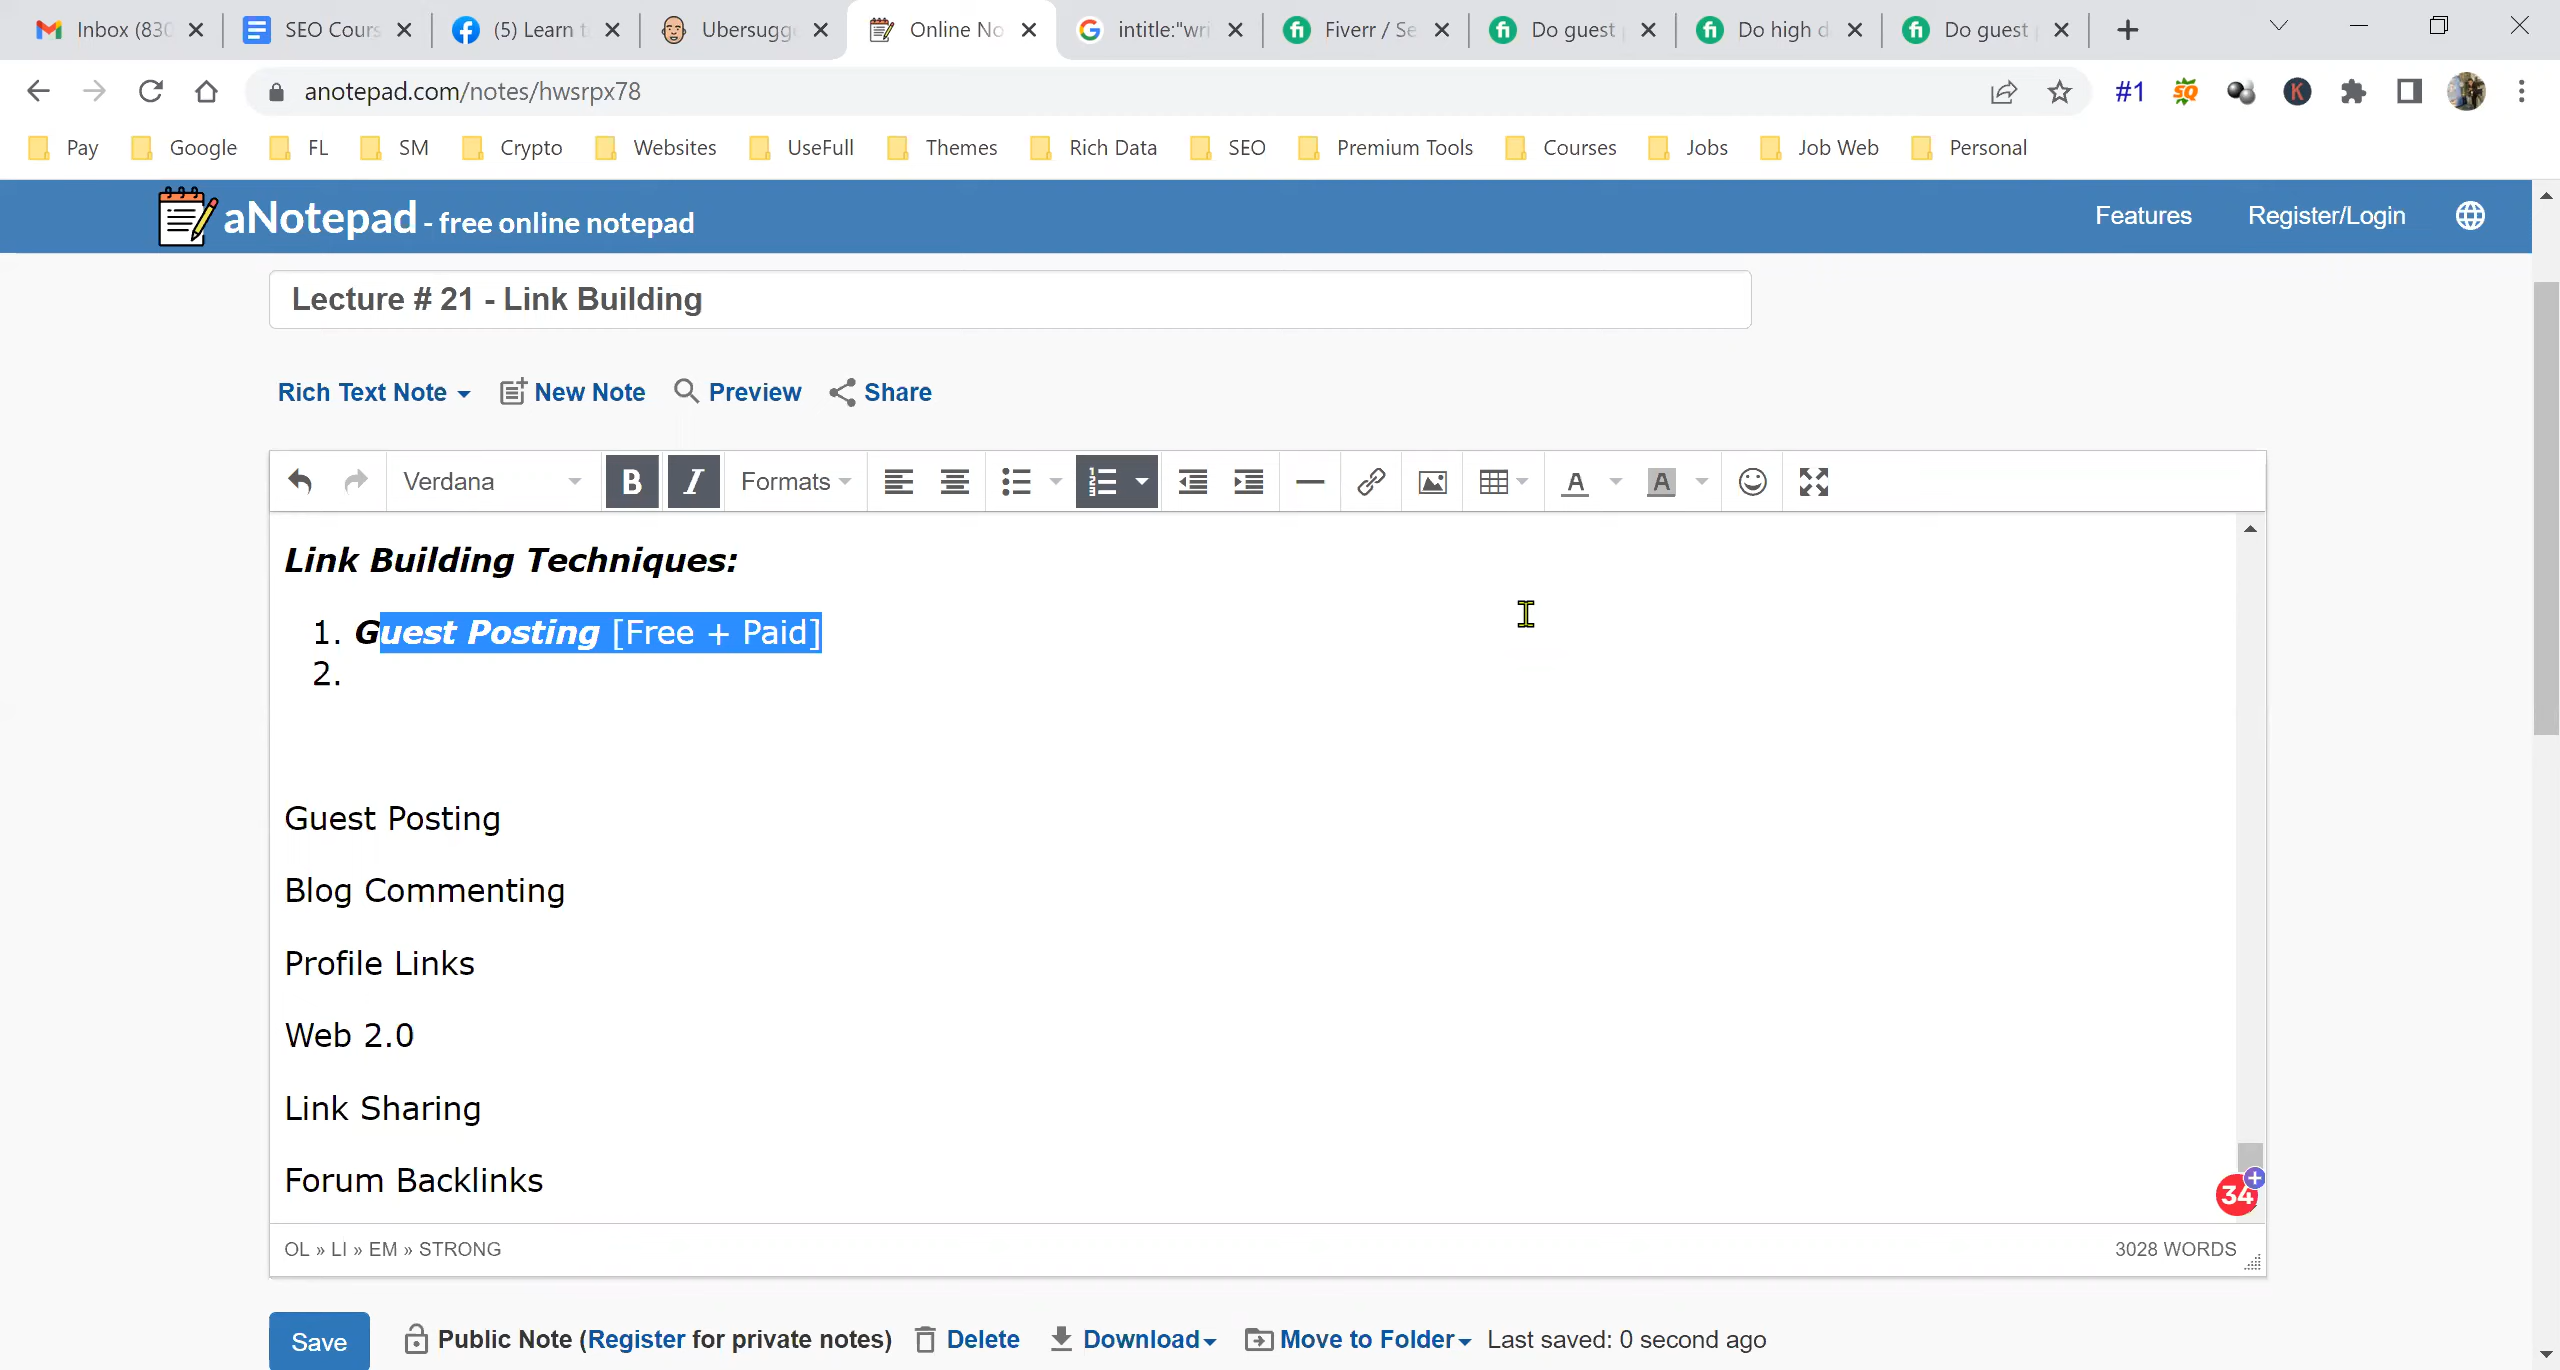 Inbox (830 SEO Cours (5) Learn t Ubersugge Online No intitle:"wri Fiverr / Se Do guest Do high d Do guest
anotepad.com/notes/hwsrpx78 #1 SQ K
Pay Google FL SM Crypto Websites UseFull Themes Rich Data SEO Premium Tools Courses Jobs Job Web Personal
aNotepad - free online notepad Features Register/Login
Lecture # 21 - Link Building
Rich Text Note New Note Preview Share
Verdana B I Formats A A
Link Building Techniques:
1. Guest Posting [Free + Paid]
2.
Guest Posting
Blog Commenting
Profile Links
Web 2.0
Link Sharing
Forum Backlinks
34
OL » LI » EM » STRONG 3028 WORDS
Save Public Note (Register for private notes) Delete Download Move to Folder Last saved: 0 second ago